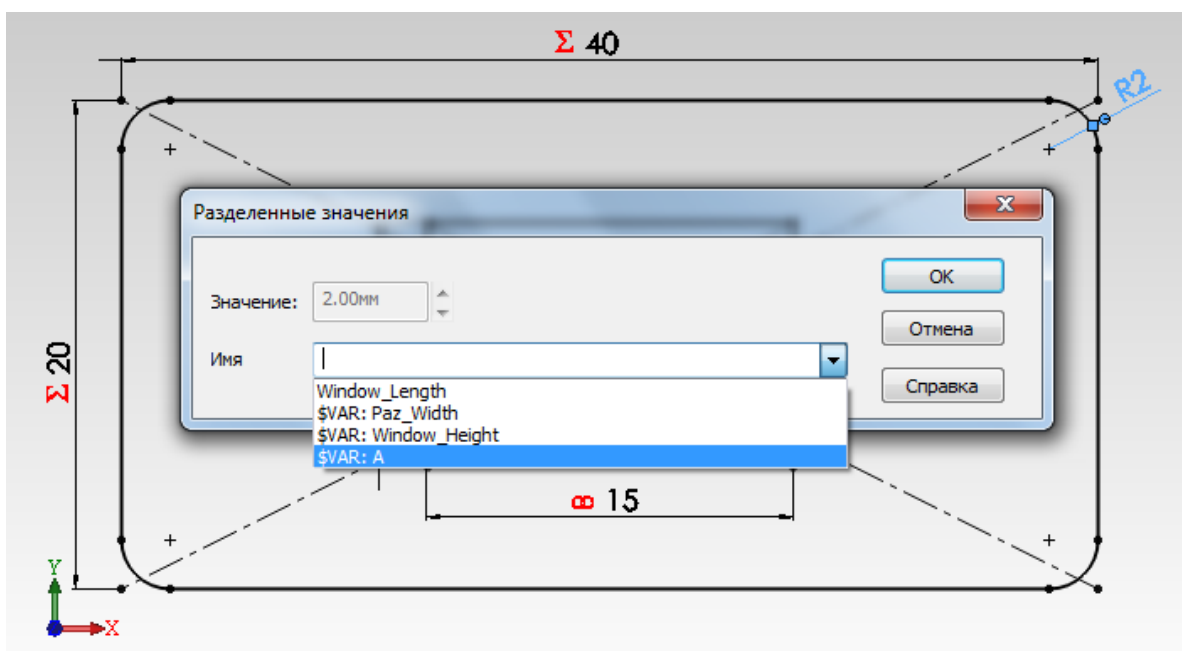 Σ 40
R2
Разделенные значения
Значение: 2.00мм
OK
Отмена
Имя
Справка
Window_Length
$VAR: Paz_Width
$VAR: Window_Height
$VAR: A
Σ 20
ꝏ 15
Y
X